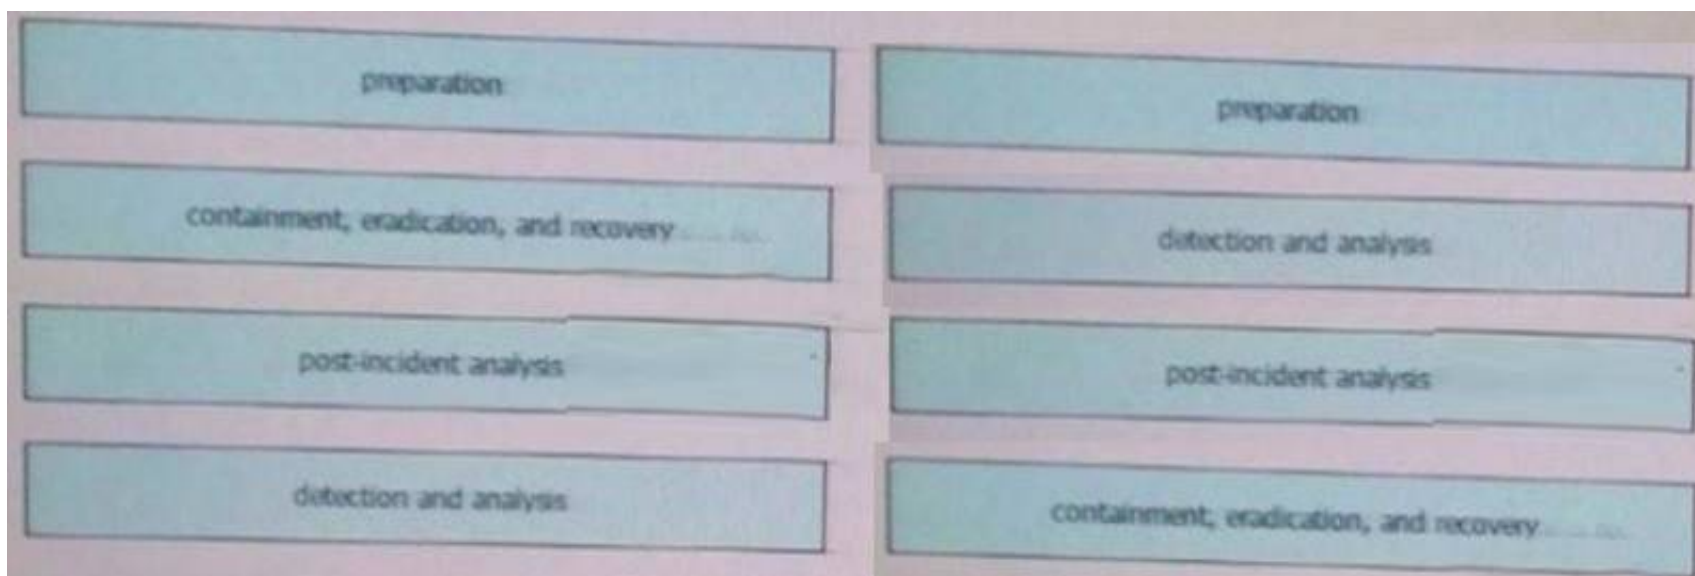 preparation
preparation
containment, eradication, and recovery
detection and analysis
post-incident analysis
post-incident analysis
detection and analysis
containment, eradication, and recovery